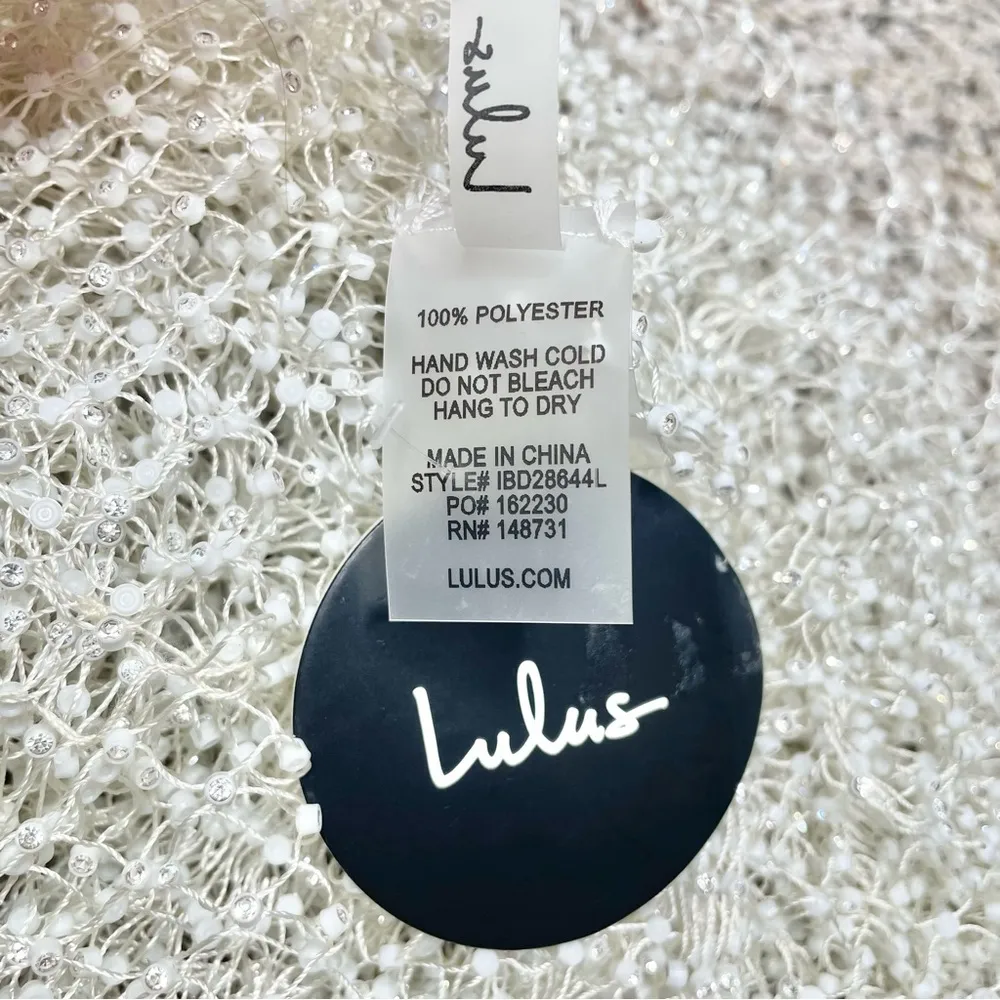 Lulus
100% POLYESTER
HAND WASH COLD
DO NOT BLEACH
HANG TO DRY
MADE IN CHINA
STYLE# IBD28644L
PO# 162230
RN# 148731
LULUS.COM
Lulus